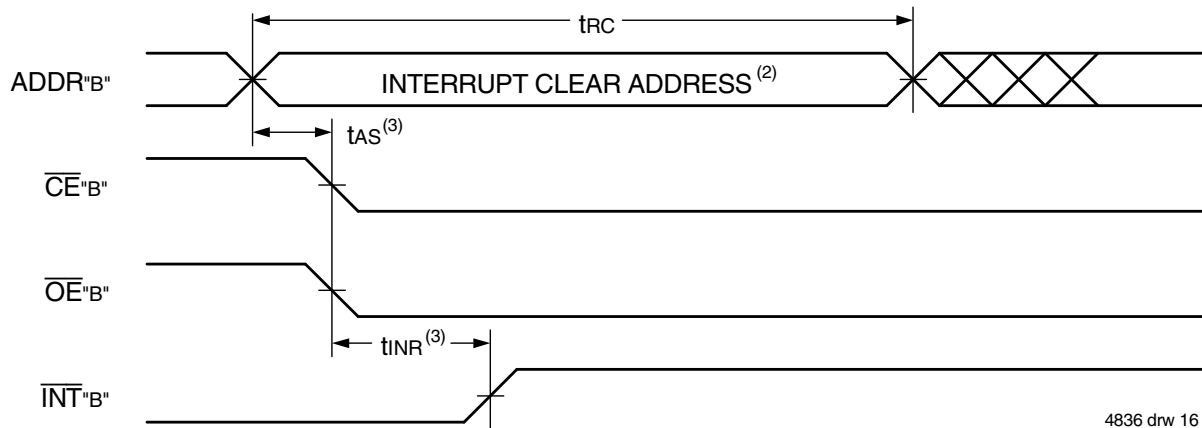 tRC
ADDR"B"
INTERRUPT CLEAR ADDRESS(2)
tAS(3)
CE"B"
OE"B"
tINR(3)
INT"B"
4836 drw 16